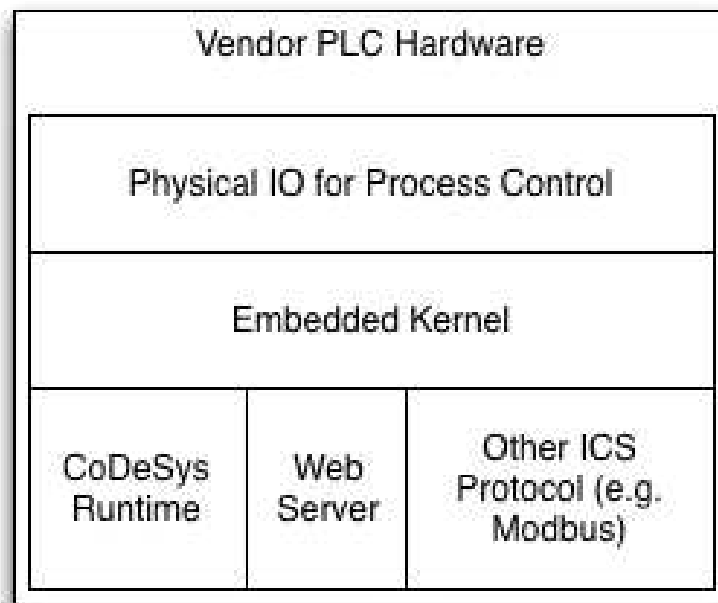 Vendor PLC Hardware
Physical IO for Process Control
Embedded Kernel
CoDeSys
Runtime
Web
Server
Other ICS
Protocol (e.g.
Modbus)